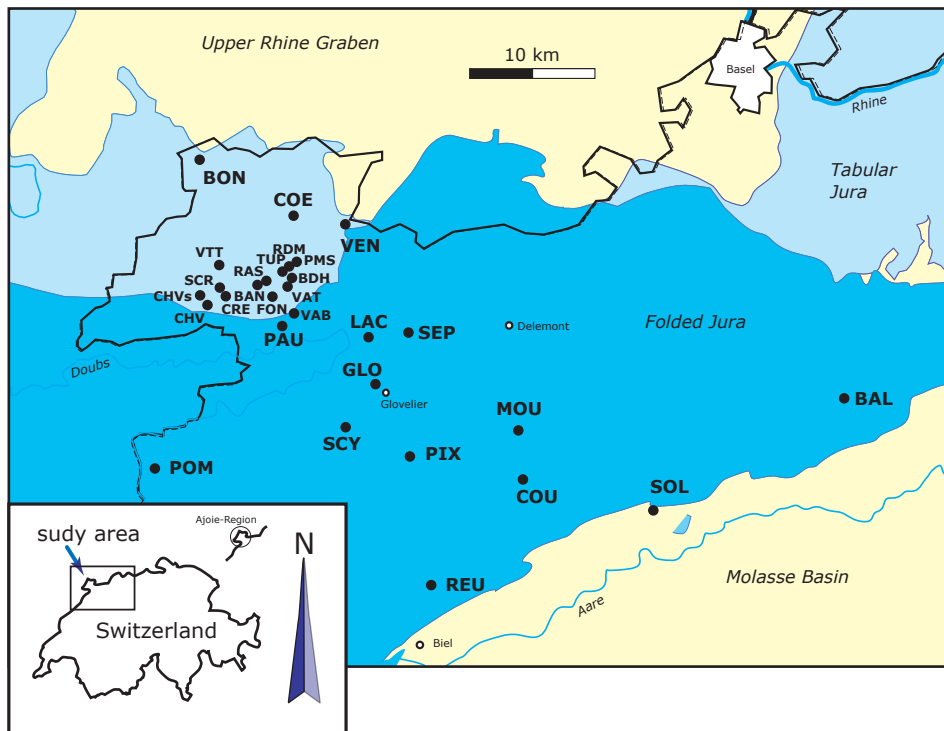 Upper Rhine Graben
10 km
Basel
Rhine
Tabular
Jura
BON
COE
VEN
VTT
RDM
TUP
PMS
RAS
BDH
SCR
CHVs
BAN
VAT
CRE
FON
CHV
VAB
PAU
LAC
SEP
Delemont
Folded Jura
Doubs
GLO
Glovelier
BAL
MOU
SCY
PIX
POM
COU
SOL
Ajoie-Region
sudy area
N
REU
Molasse Basin
Aare
Switzerland
Biel